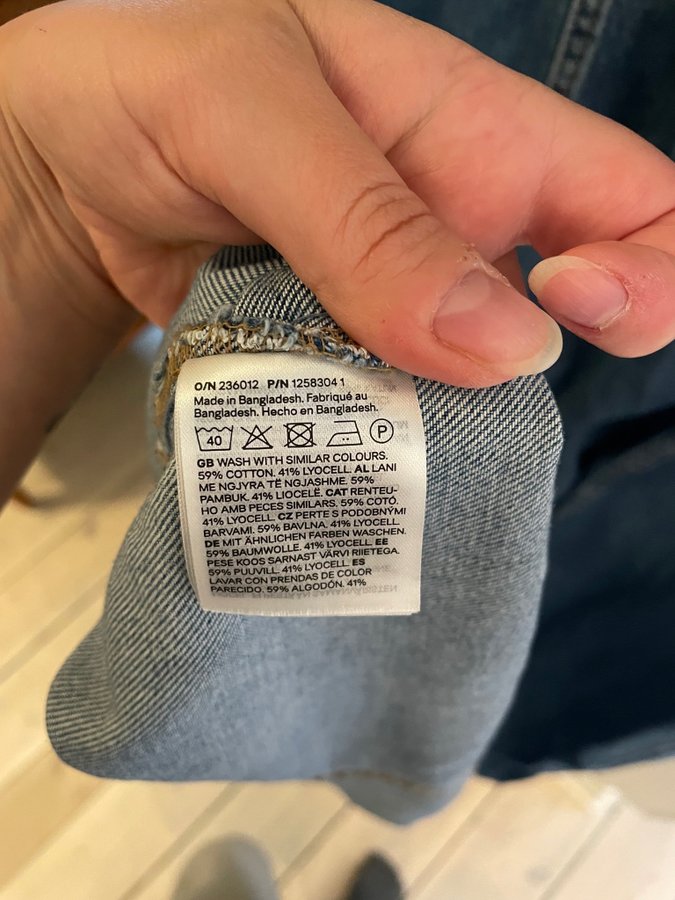 O/N 236012 P/N 1258304 1
Made in Bangladesh. Fabriqué au
Bangladesh. Hecho en Bangladesh.
40 P
GB WASH WITH SIMILAR COLOURS.
59% COTTON. 41% LYOCELL. AL LANI
ME NGJYRA TË NGJASHME. 59%
PAMBUK. 41% LIOCELË. CAT RENTEU-
HO AMB PECES SIMILARS. 59% COTÓ.
41% LYOCELL. CZ PERTE S PODOBNÝMI
BARVAMI. 59% BAVLNA. 41% LYOCELL.
DE MIT ÄHNLICHEN FARBEN WASCHEN.
59% BAUMWOLLE. 41% LYOCELL. EE
PESE KOOS SARNAST VÄRVI RIIETEGA.
59% PUUVILL. 41% LYOCELL. ES
LAVAR CON PRENDAS DE COLOR
PARECIDO. 59% ALGODÓN. 41%